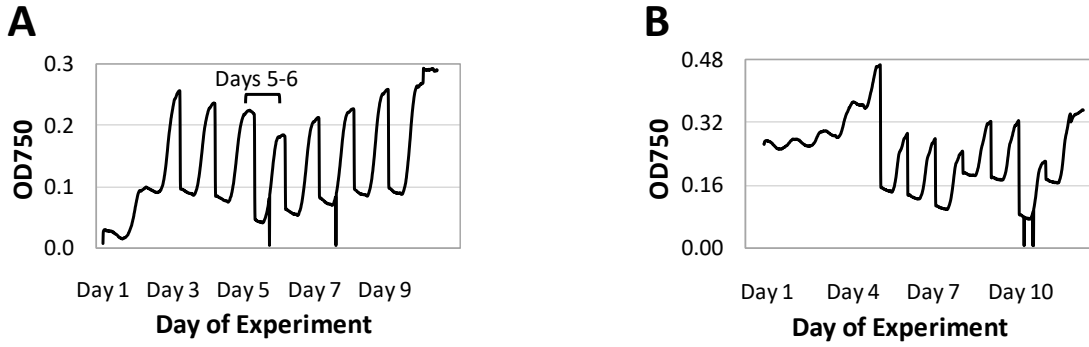 A
0.3
0.2
0.1
0.0
OD750
Days 5-6
Day 1 Day 3 Day 5 Day 7 Day 9
Day of Experiment
B
0.48
0.32
0.16
0.00
OD750
Day 1 Day 4 Day 7 Day 10
Day of Experiment